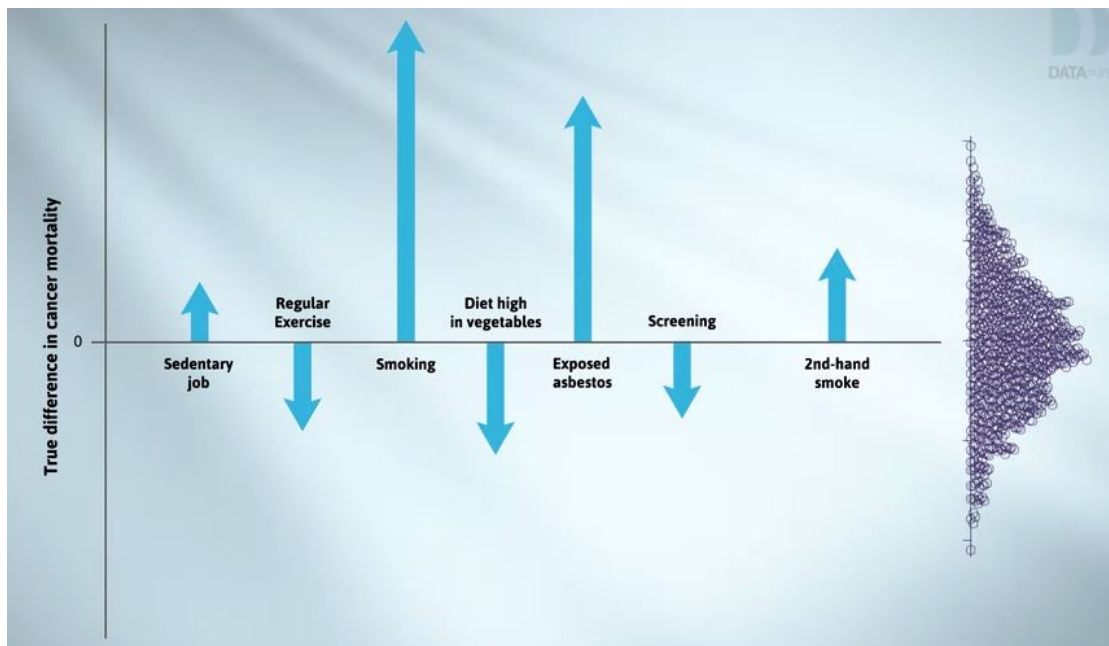 DATA
True difference in cancer mortality
0
Sedentary
job
Regular
Exercise
Smoking
Diet high
in vegetables
Exposed
asbestos
Screening
2nd-hand
smoke